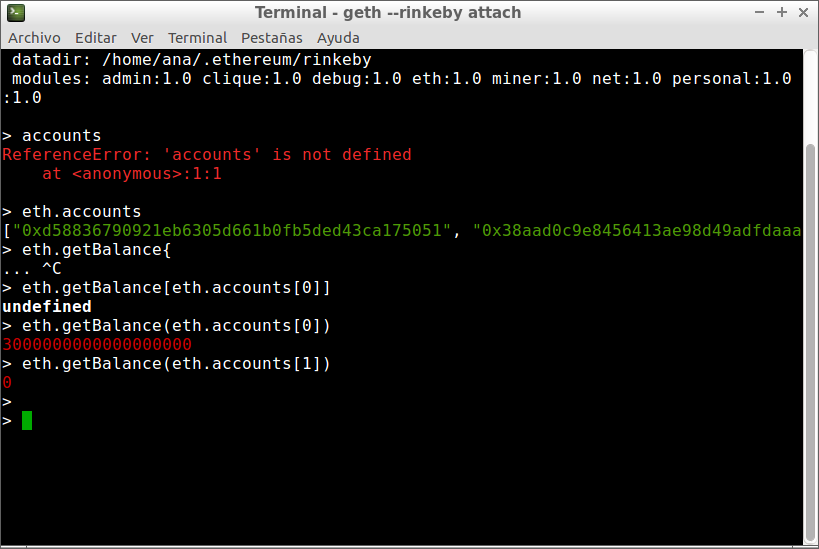 Terminal - geth --rinkeby attach
Archivo Editar Ver Terminal Pestañas Ayuda
datadir: /home/ana/.ethereum/rinkeby
modules: admin:1.0 clique:1.0 debug:1.0 eth:1.0 miner:1.0 net:1.0 personal:1.0
:1.0
> accounts
ReferenceError: 'accounts' is not defined
at <anonymous>:1:1
> eth.accounts
["0xd58836790921eb6305d661b0fb5ded43ca175051", "0x38aad0c9e8456413ae98d49adfdaaa
> eth.getBalance{
... ^C
> eth.getBalance[eth.accounts[0]]
undefined
> eth.getBalance(eth.accounts[0])
3000000000000000000
> eth.getBalance(eth.accounts[1])
0
>
>